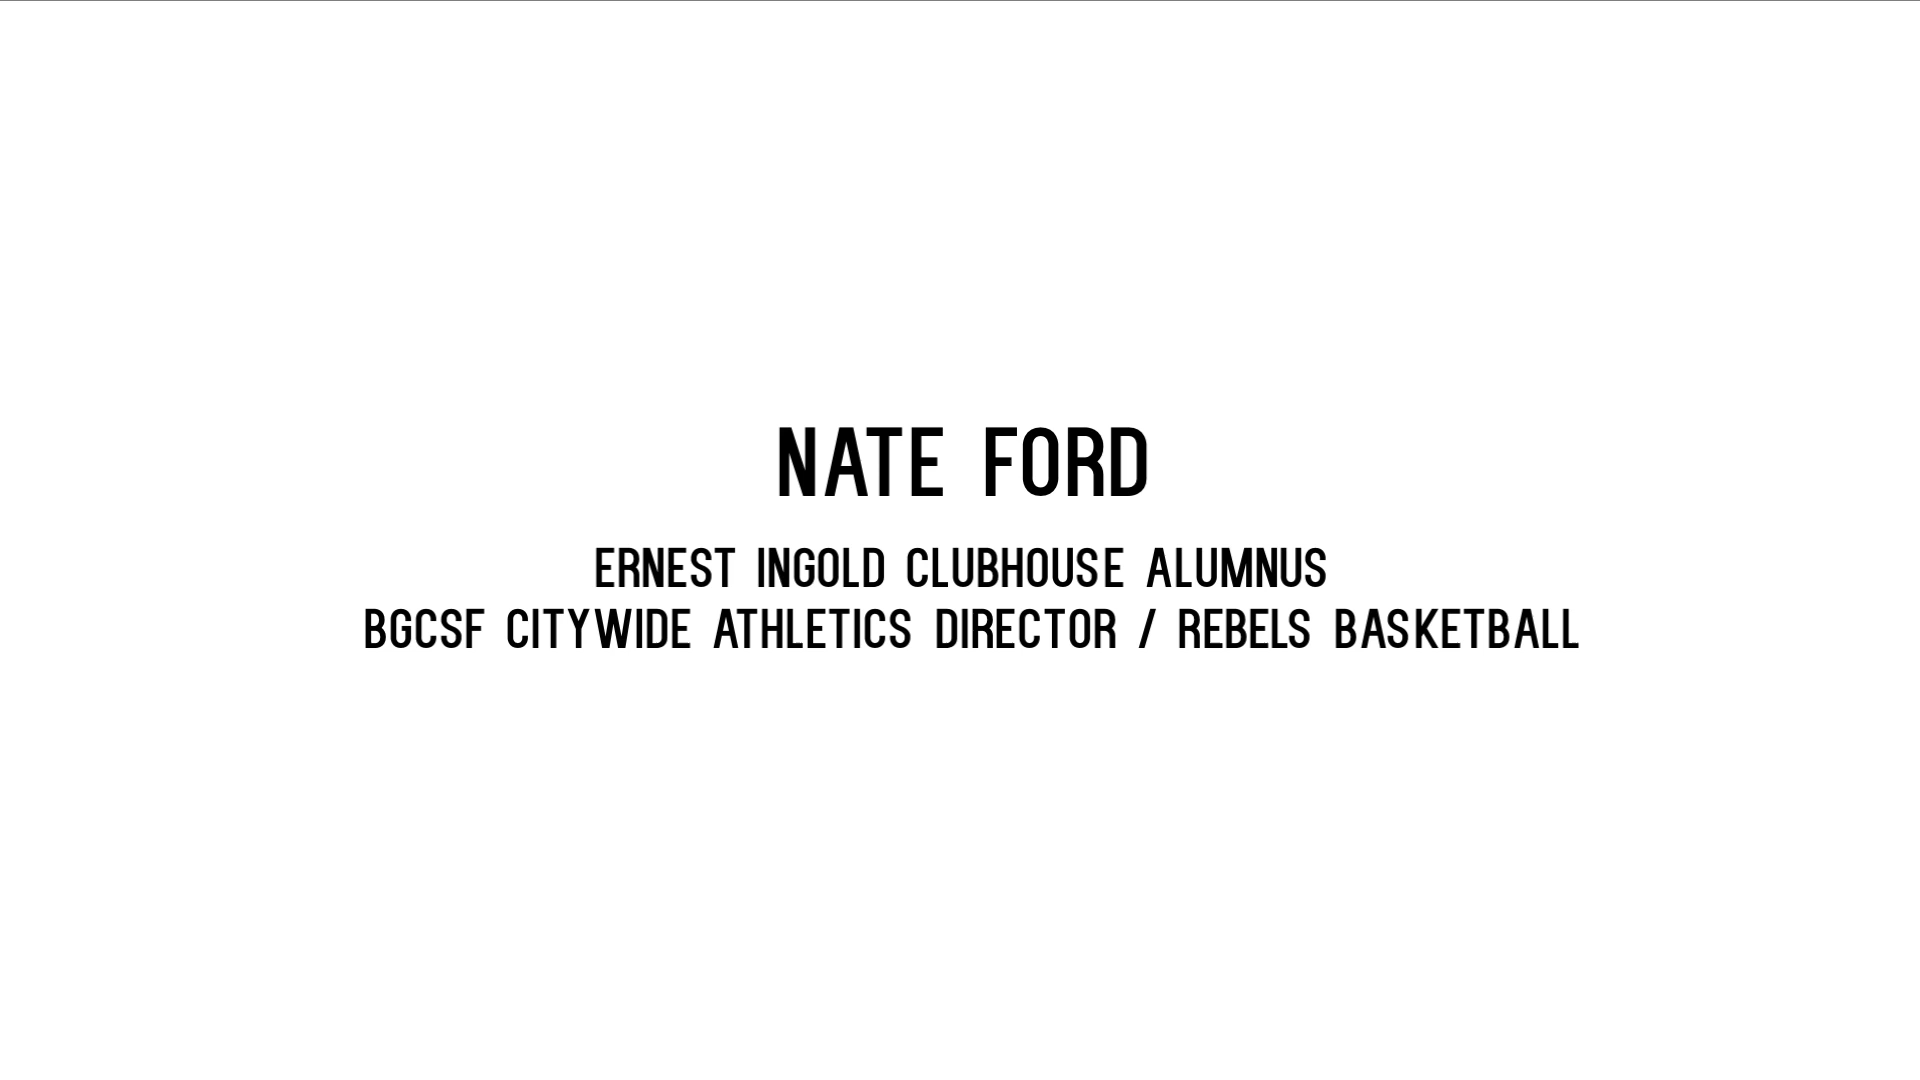 NATE FORD
ERNEST INGOLD CLUBHOUSE ALUMNUS
BGCSF CITYWIDE ATHLETICS DIRECTOR / REBELS BASKETBALL